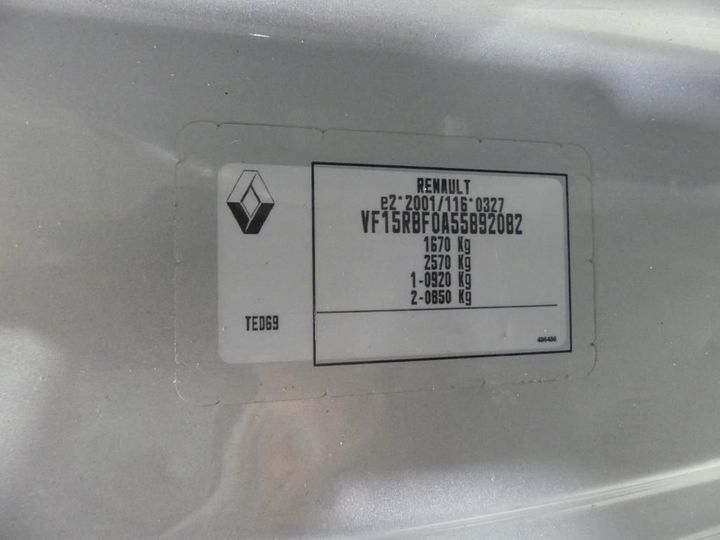 RENAULT
e2*2001/116*0327
VF15RBF0A55892082
1670 Kg
2570 Kg
1-0920 Kg
2-0850 Kg
TED69